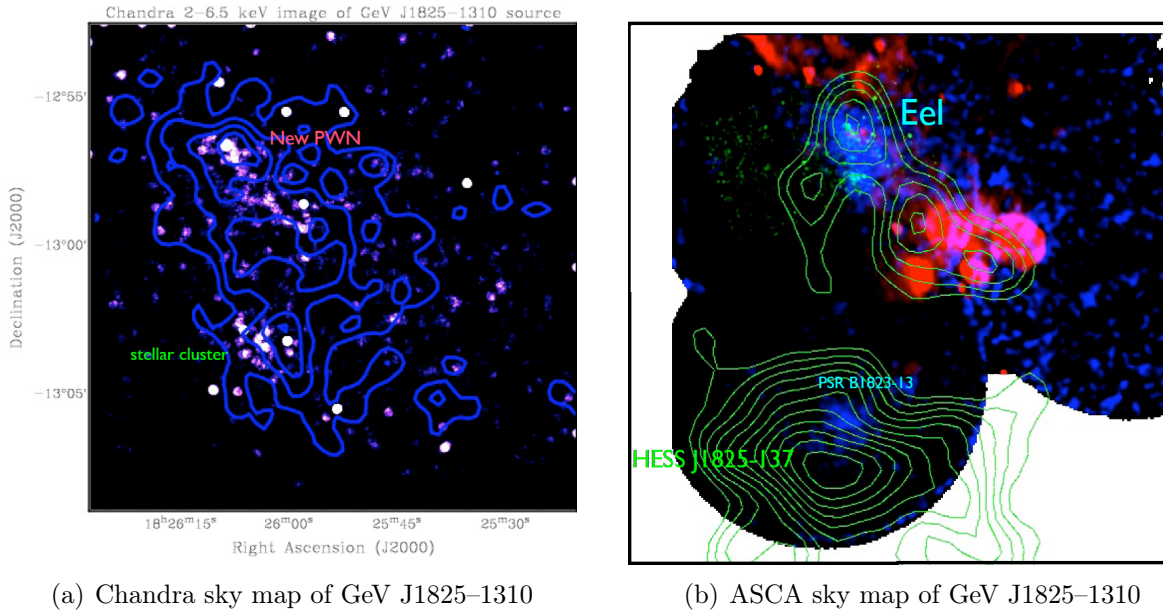 Chandra 2-6.5 keV image of GeV J1825-1310 source
-12°55'
New PWN
-13°00'
stellar cluster
-13°05'
Declination (J2000)
18ʰ26ᵐ15ˢ 26ᵐ00ˢ 25ᵐ45ˢ 25ᵐ30ˢ
Right Ascension (J2000)
Eel
PSR B1823-13
HESS J1825-137
(a) Chandra sky map of GeV J1825–1310
(b) ASCA sky map of GeV J1825–1310